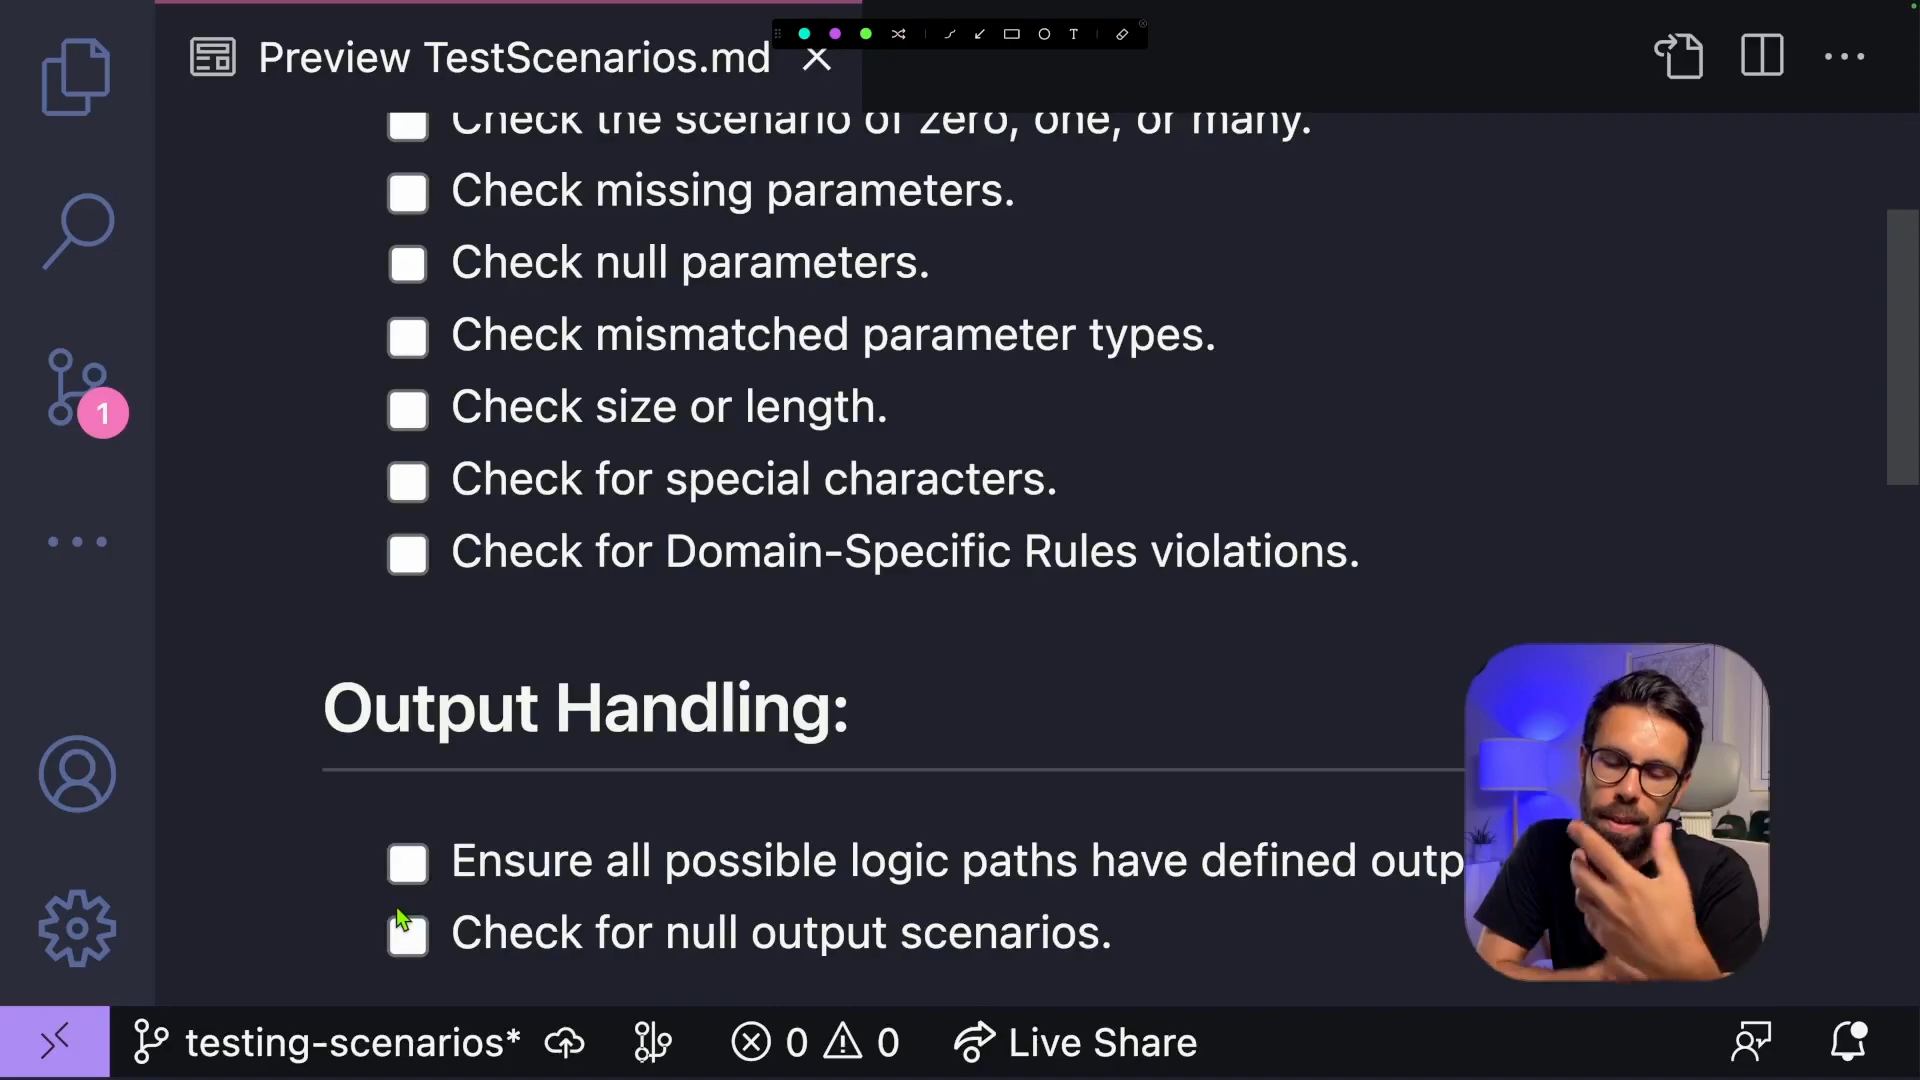 Preview TestScenarios.md
T
Check the scenario of zero, one, or many.
Check missing parameters.
Check null parameters.
Check mismatched parameter types.
Check size or length.
Check for special characters.
Check for Domain-Specific Rules violations.
Output Handling:
Ensure all possible logic paths have defined outp
Check for null output scenarios.
1
testing-scenarios* 0 0 Live Share